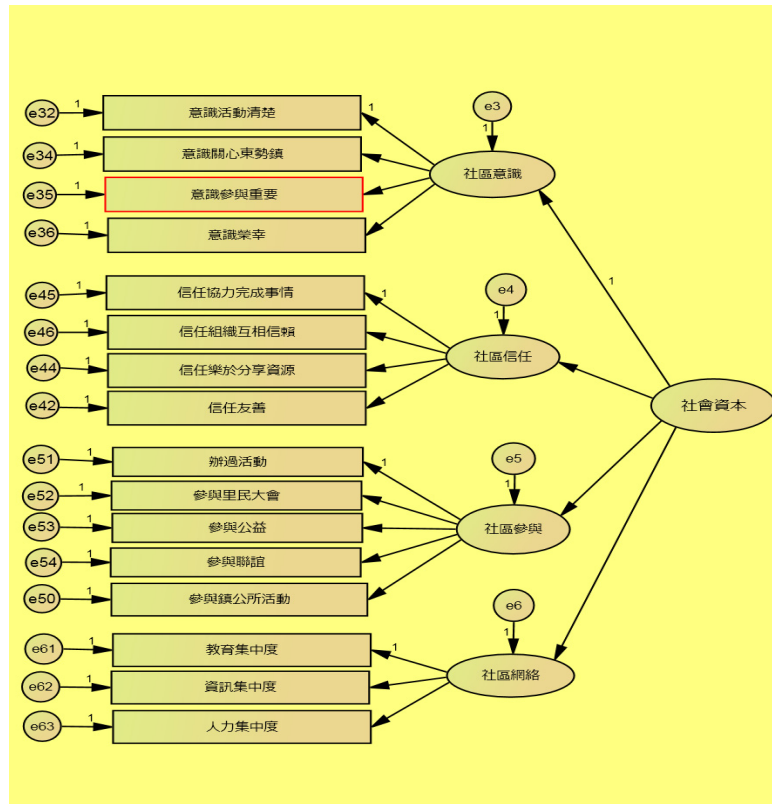 e3
e32 1 意識活動清楚 1
1
e34 1 意識關心東勢鎮
社區意識
e35 1 意識參與重要
e36 1 意識榮幸
1
e4
e45 1 信任協力完成事情 1
1
e46 1 信任組織互相信賴
社區信任
e44 1 信任樂於分享資源
e42 1 信任友善
社會資本
e5
e51 1 辦過活動 1
1
e52 1 參與里民大會
e53 1 參與公益
社區參與
e54 1 參與聯誼
e50 1 參與鎮公所活動
e6
1
e61 1 教育集中度 1
社區網絡
e62 1 資訊集中度
e63 1 人力集中度